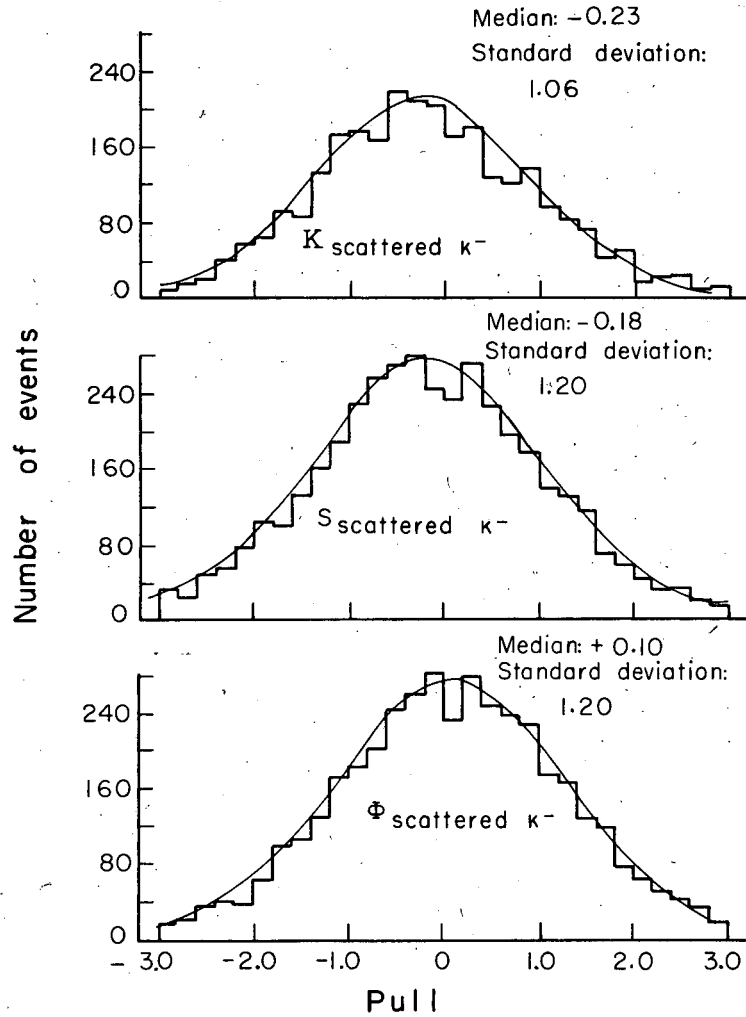 Median: -0.23
Standard deviation:
1.06
240
160
80
0
K scattered K-
Median: -0.18
Standard deviation:
1.20
240
160
80
0
S scattered K-
Number of events
Median: + 0.10
Standard deviation:
1.20
240
160
80
0
Φ scattered K-
- 3.0 -2.0 -1.0 0 1.0 2.0 3.0
Pull